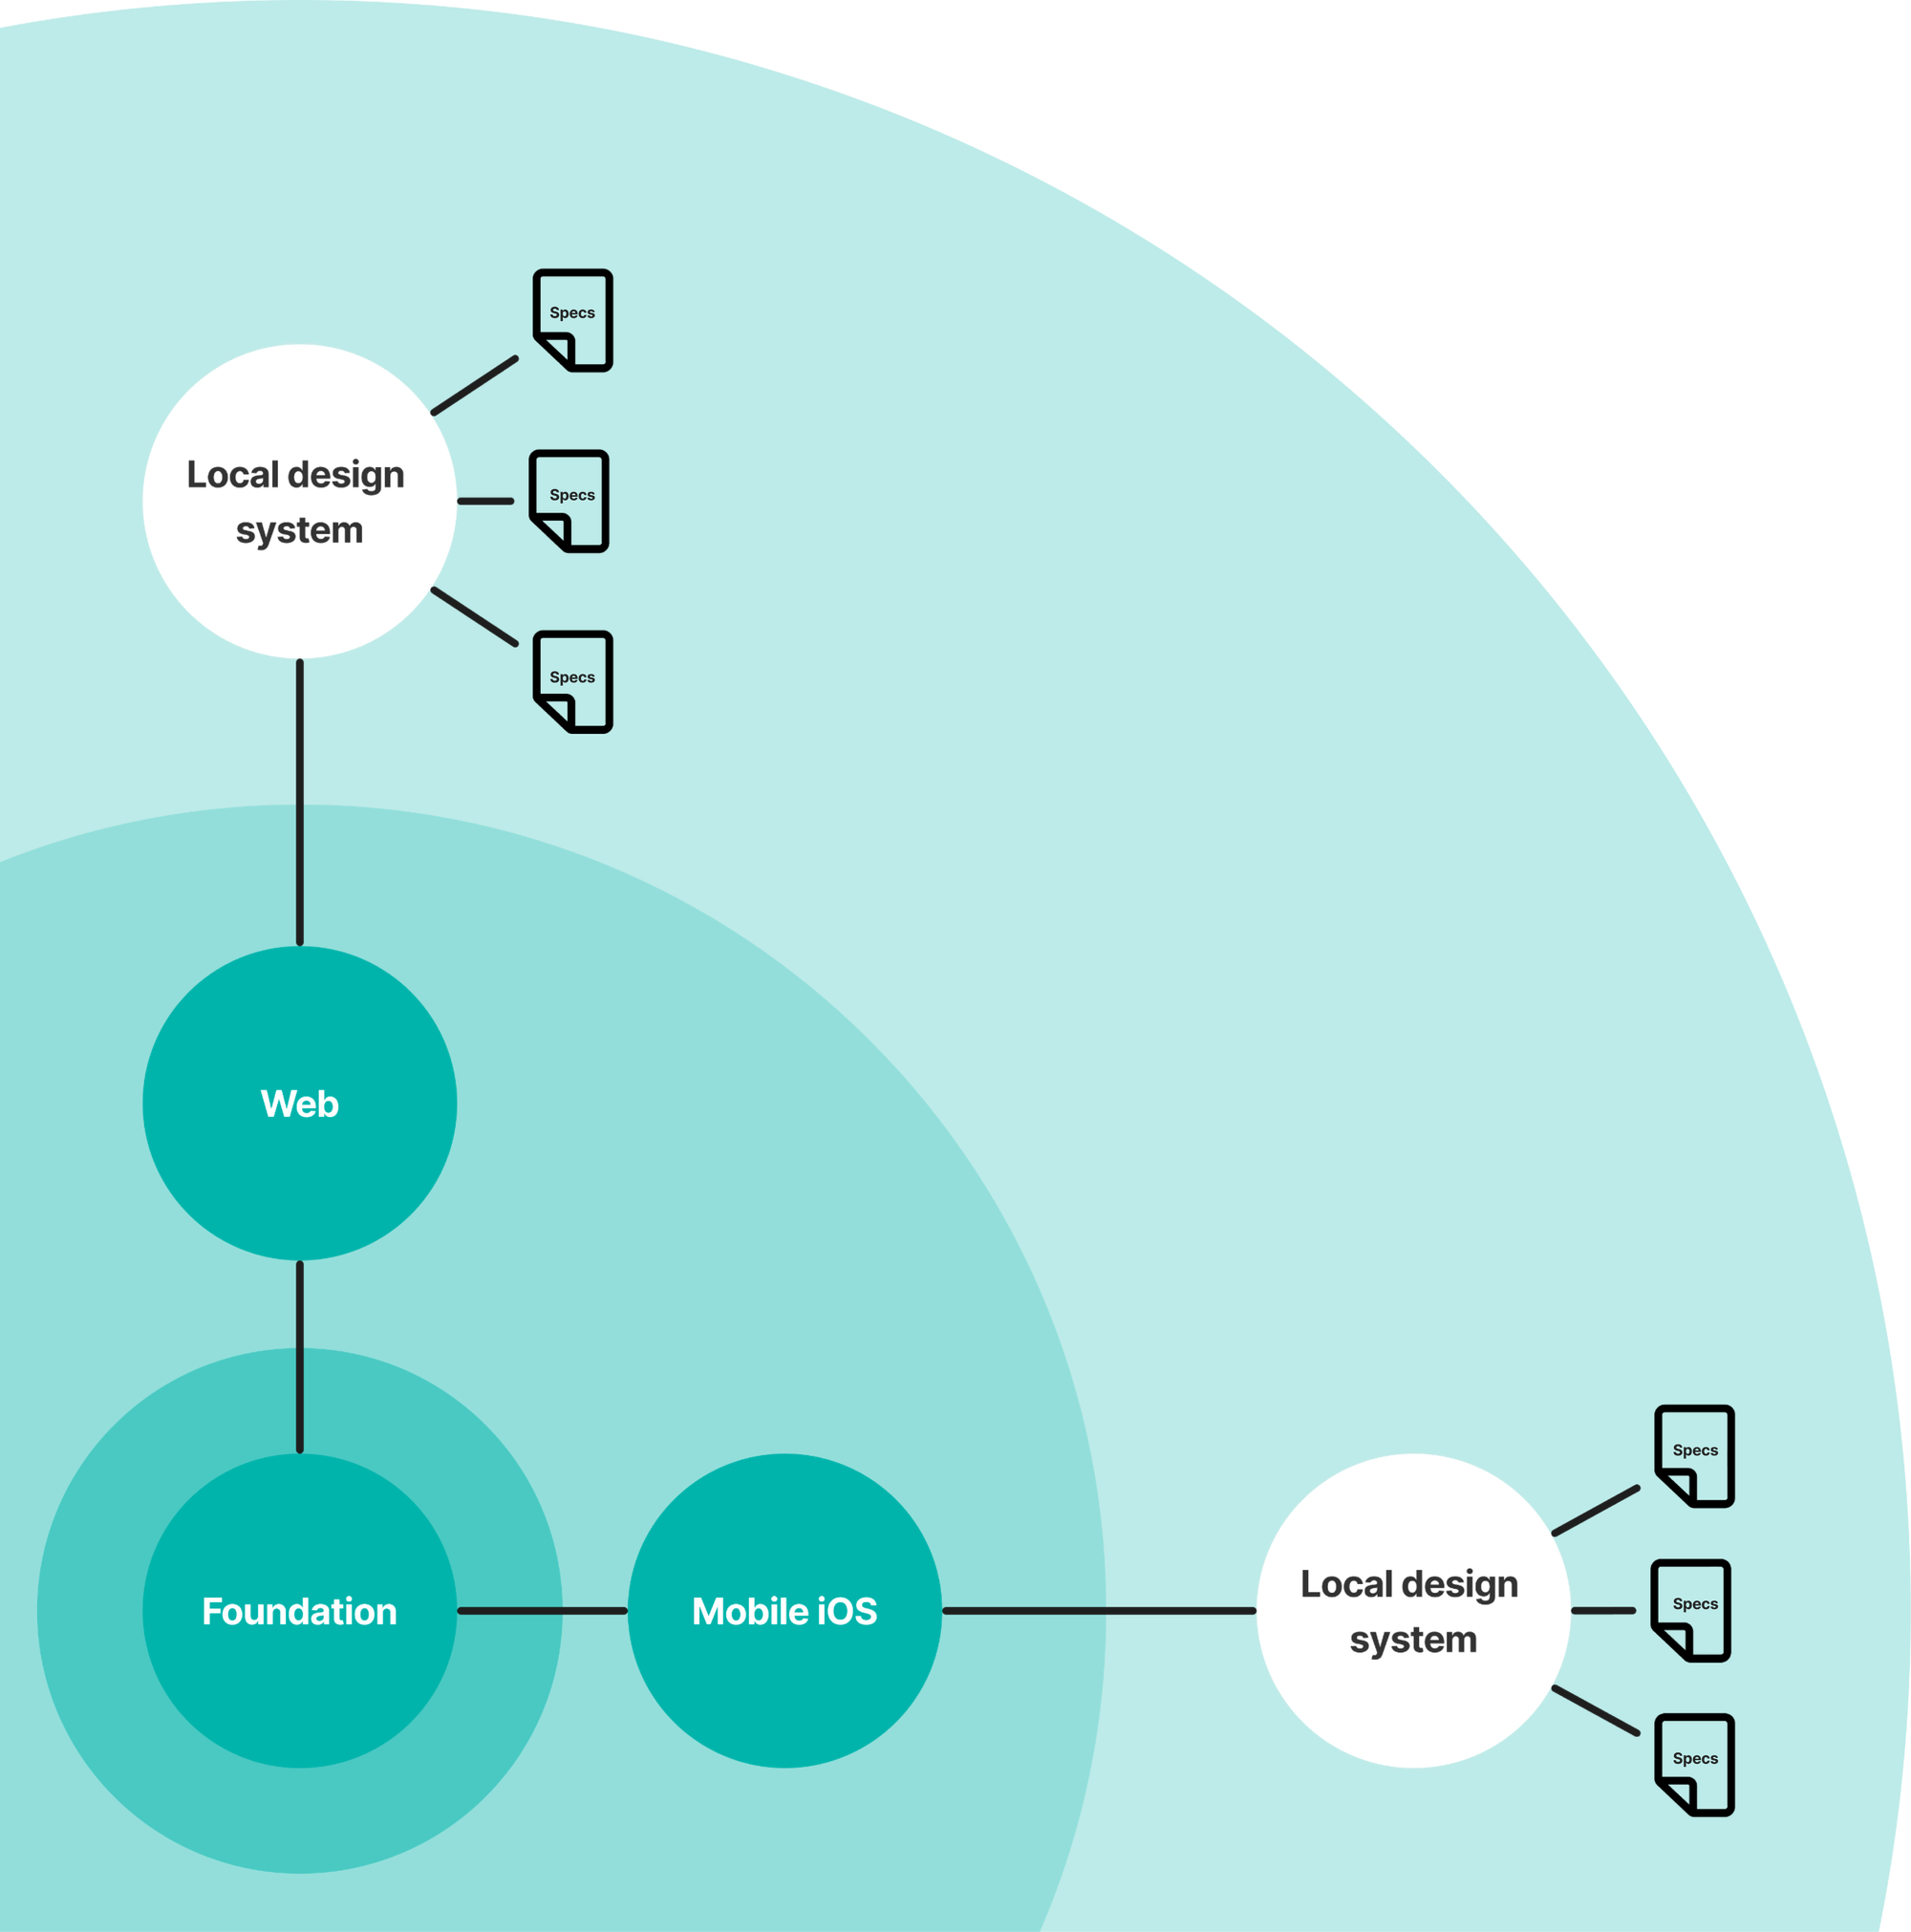 Specs
Local design
system
Specs
Specs
Web
Foundation
Mobile iOS
Local design
system
Specs
Specs
Specs